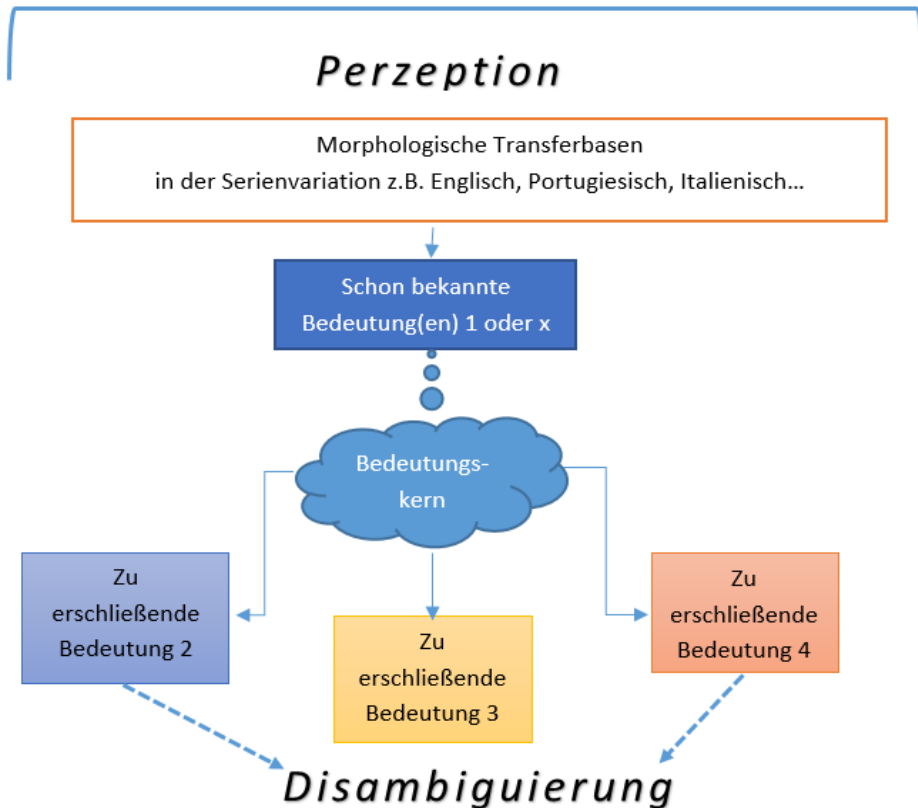 Perzeption
Morphologische Transferbasen
in der Serienvariation z.B. Englisch, Portugiesisch, Italienisch...
Schon bekannte
Bedeutung(en) 1 oder x
Bedeutungs-
kern
Zu
erschließende
Bedeutung 2
Zu
erschließende
Bedeutung 3
Zu
erschließende
Bedeutung 4
Disambiguierung